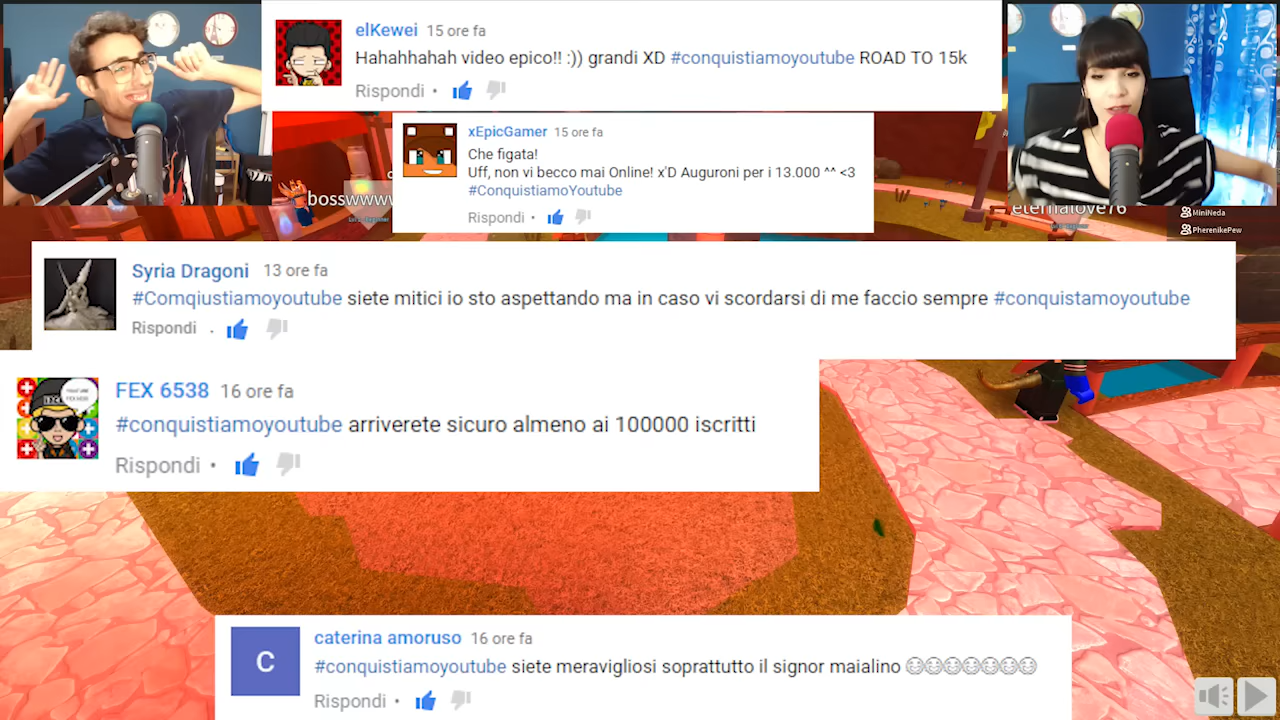 elKewei 15 ore fa
Hahahhahah video epico!! :)) grandi XD #conquistiamoyoutube ROAD TO 15k
Rispondi •
xEpicGamer 15 ore fa
Che figata!
Uff, non vi becco mai Online! x'D Auguroni per i 13.000 ^^ <3
#ConquistiamoYoutube
Rispondi •
bosswww
eternalove76
MiniNeda
PherenikePew
Syria Dragoni 13 ore fa
#Comqiustiamoyoutube siete mitici io sto aspettando ma in caso vi scordarsi di me faccio sempre #conquistamoyoutube
Rispondi .
FEX 6538 16 ore fa
#conquistiamoyoutube arriverete sicuro almeno ai 100000 iscritti
Rispondi •
C
caterina amoruso 16 ore fa
#conquistiamoyoutube siete meravigliosi soprattutto il signor maialino
Rispondi •